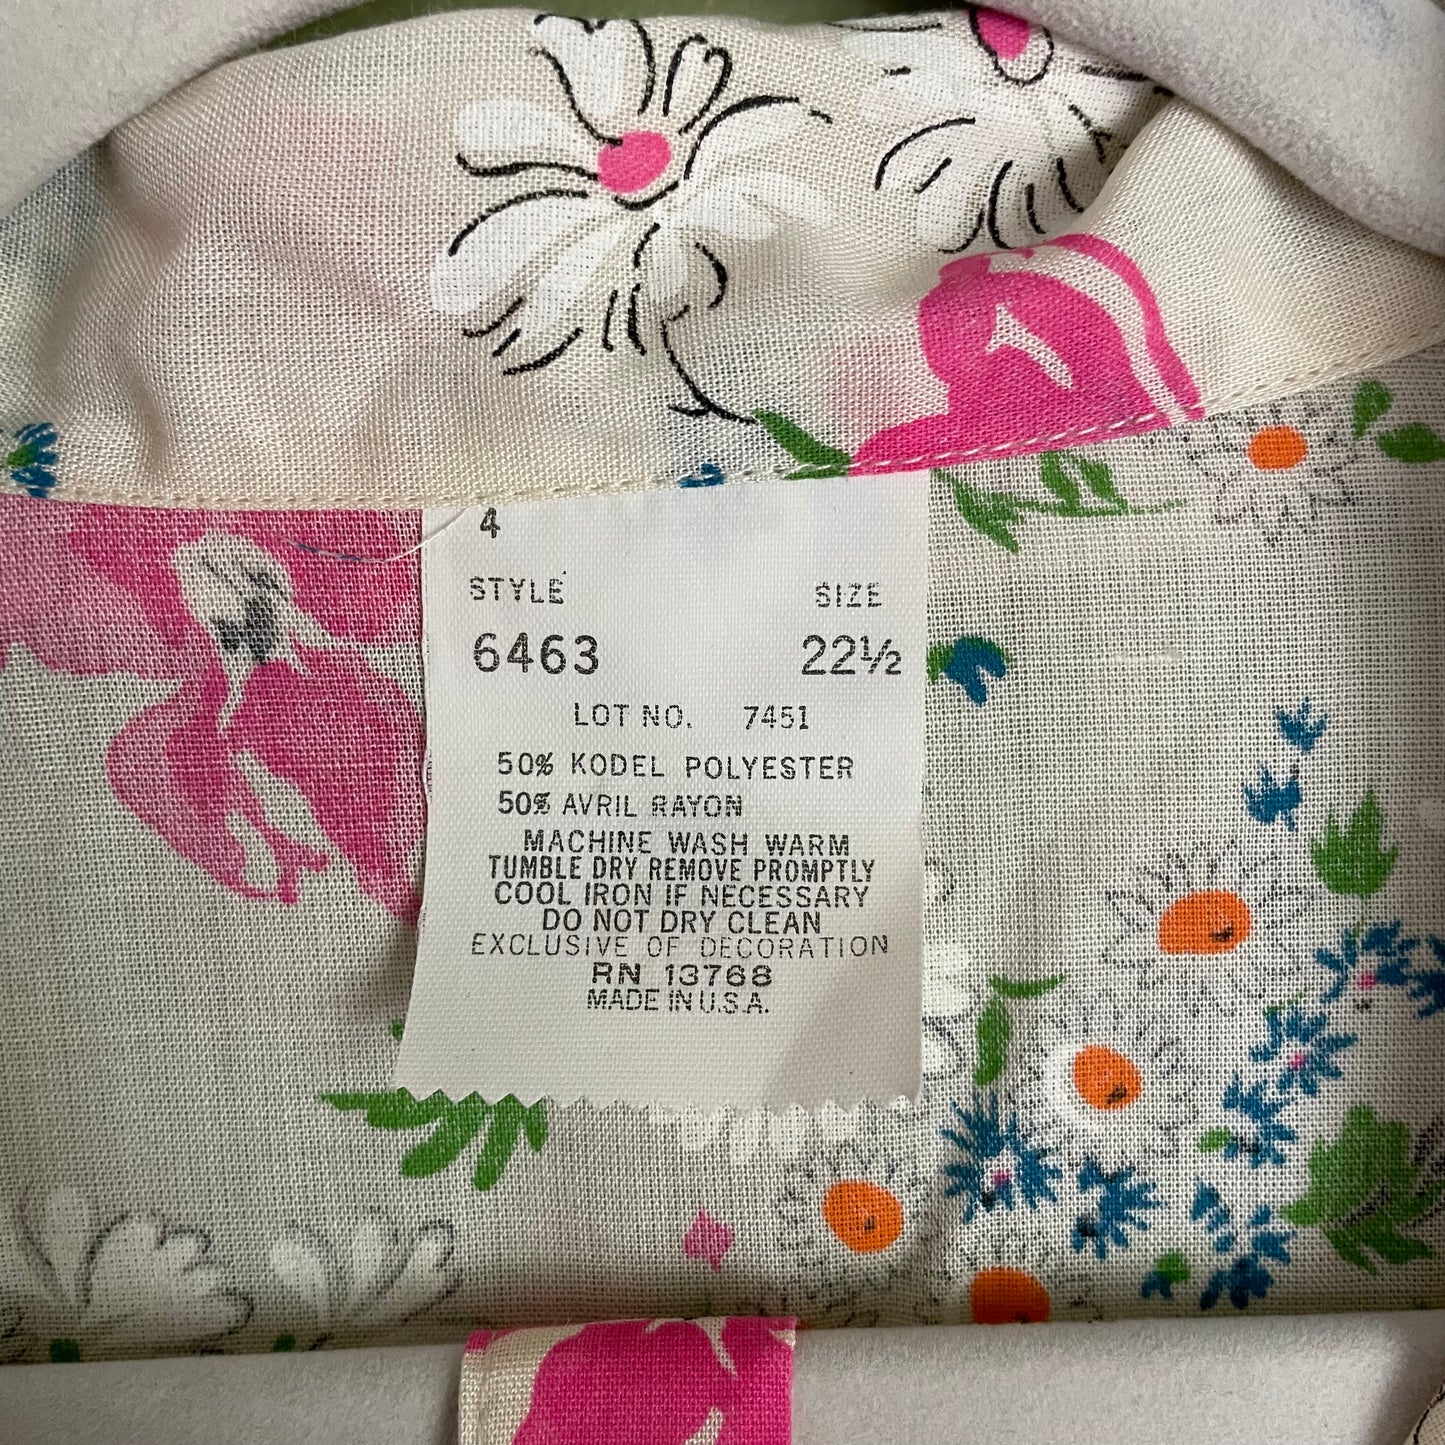 4
STYLE SIZE
6463 22½
LOT NO. 7451
50% KODEL POLYESTER
50% AVRIL RAYON
MACHINE WASH WARM
TUMBLE DRY REMOVE PROMPTLY
COOL IRON IF NECESSARY
DO NOT DRY CLEAN
EXCLUSIVE OF DECORATION
RN 13768
MADE IN U.S.A.